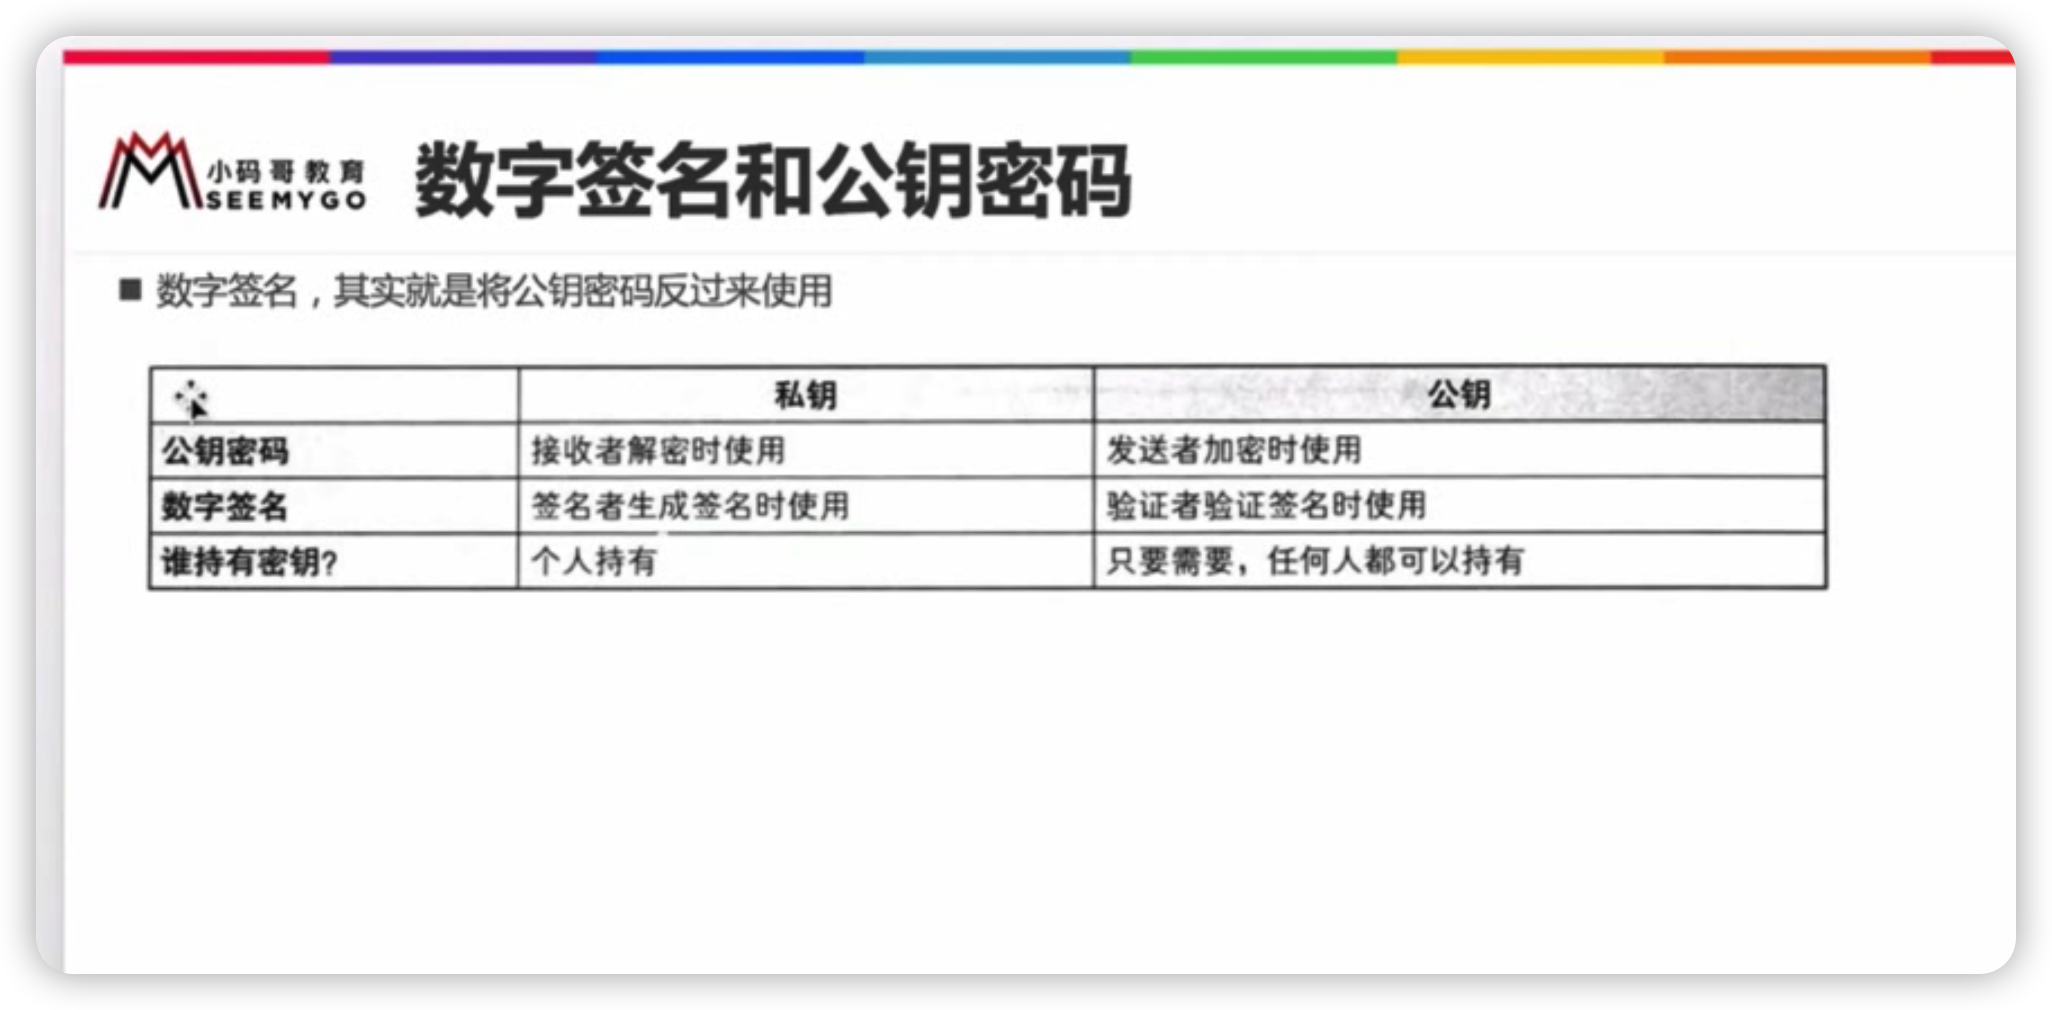 小码哥教育
SEEMYGO
数字签名和公钥密码
■ 数字签名，其实就是将公钥密码反过来使用
私钥 公钥
公钥密码 接收者解密时使用 发送者加密时使用
数字签名 签名者生成签名时使用 验证者验证签名时使用
谁持有密钥? 个人持有 只要需要，任何人都可以持有